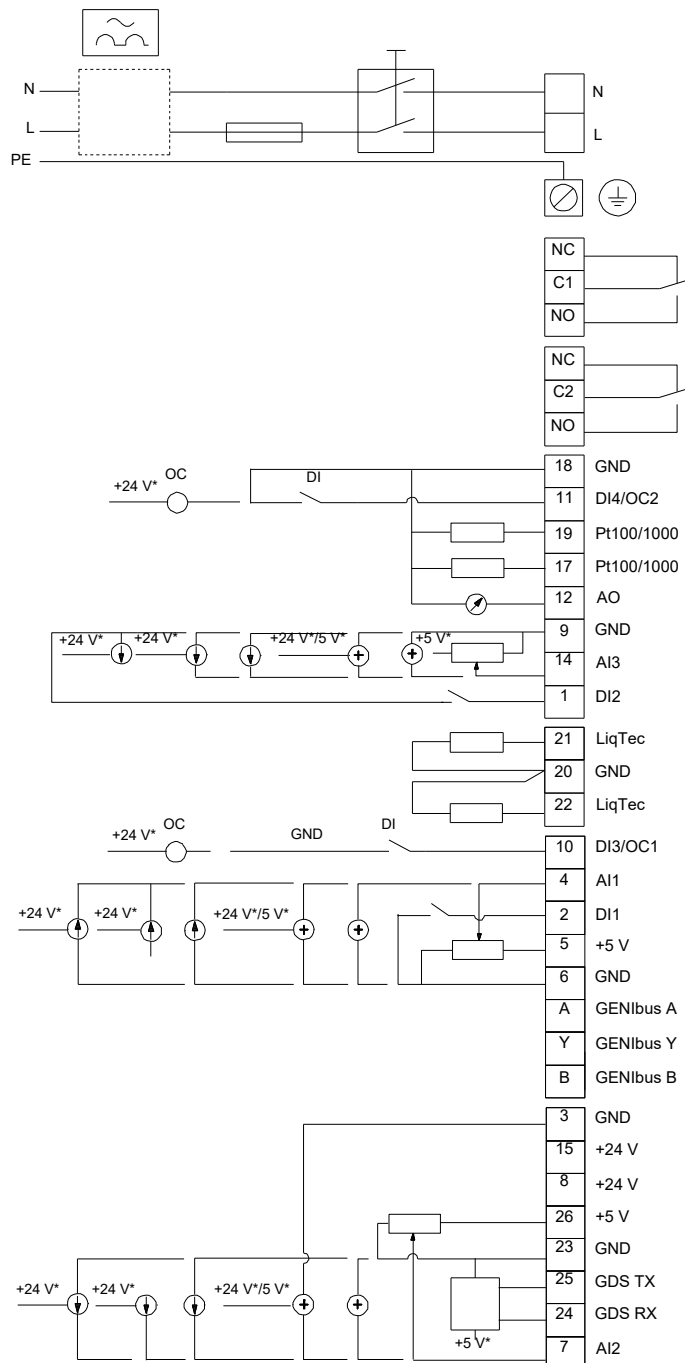 N N
L L
PE
NC
C1
NO
NC
C2
NO
18 GND
+24 V* OC DI 11 DI4/OC2
19 Pt100/1000
17 Pt100/1000
12 AO
9 GND
+24 V* +24 V* +24 V*/5 V* +5 V*
14 AI3
1 DI2
21 LiqTec
20 GND
22 LiqTec
+24 V* OC GND DI 10 DI3/OC1
4 AI1
+24 V* +24 V* +24 V*/5 V* 2 DI1
5 +5 V
6 GND
A GENIbus A
Y GENIbus Y
B GENIbus B
3 GND
15 +24 V
8 +24 V
26 +5 V
23 GND
25 GDS TX
+24 V* +24 V* +24 V*/5 V* 24 GDS RX
+5 V* 7 AI2